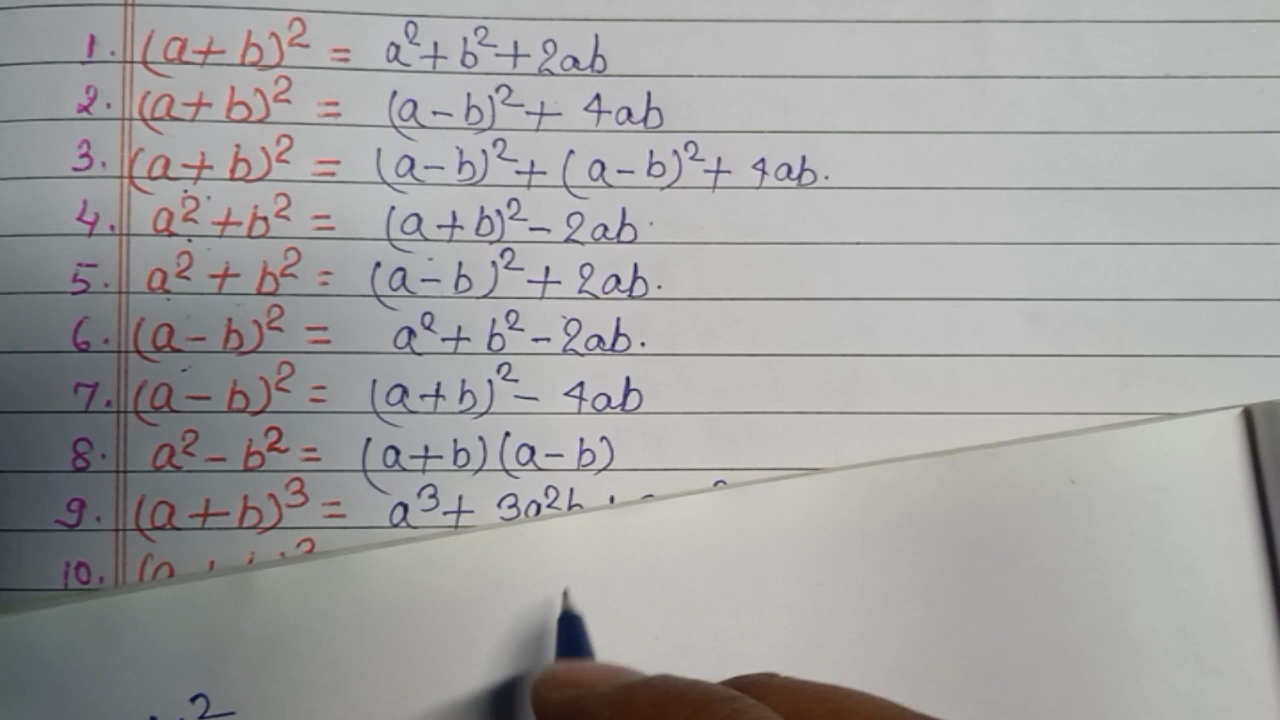 1. (a+b)² = a²+b²+2ab
2. (a+b)² = (a-b)²+ 4ab
3. (a+b)² = (a-b)²+(a-b)²+ 4ab.
4. a²+b² = (a+b)²-2ab.
5. a²+b² = (a-b)²+2ab.
6. (a-b)² = a²+b²-2ab.
7. (a-b)² = (a+b)²- 4ab
8. a²-b² = (a+b)(a-b)
9. (a+b)³ = a³+ 3a²b
10.
2